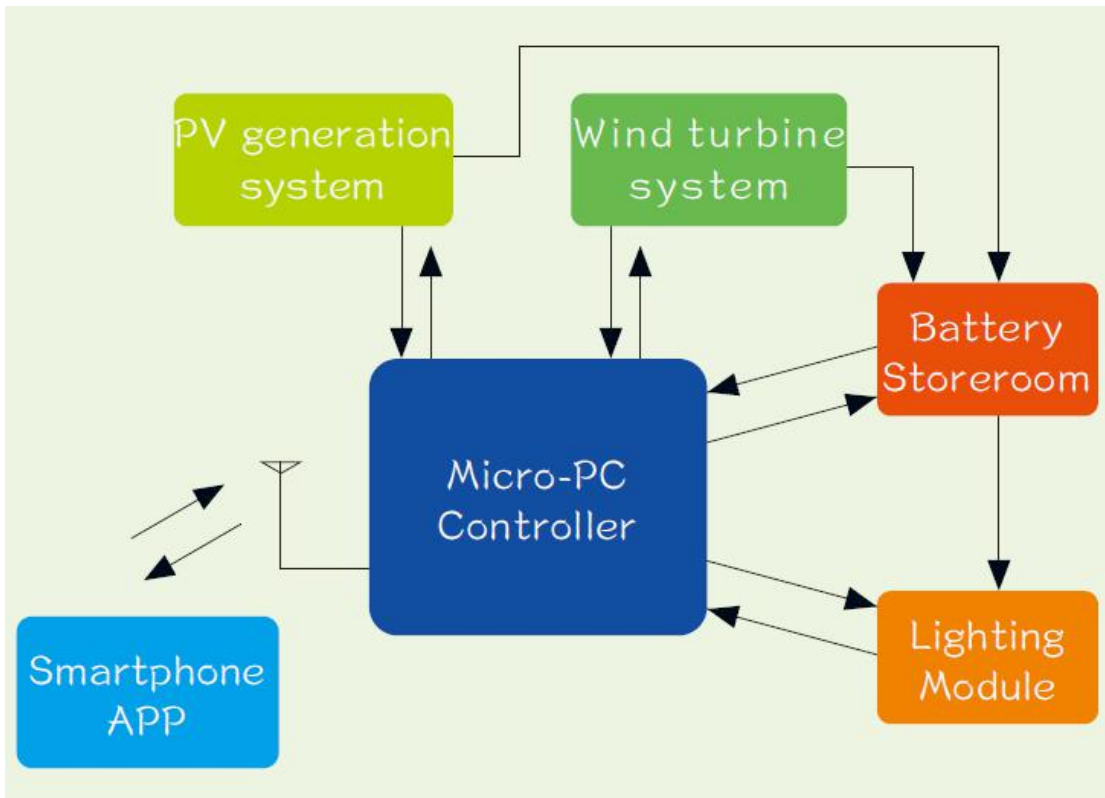 PV generation
system
Wind turbine
system
Battery
Storeroom
Micro-PC
Controller
Lighting
Module
Smartphone
APP